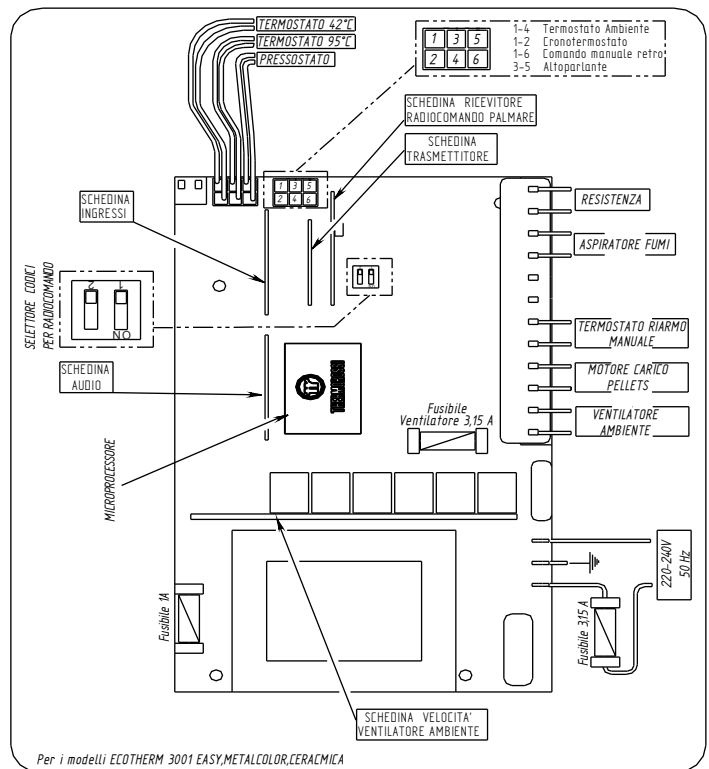 TERMOSTATO 42°C
TERMOSTATO 95°C
PRESSOSTATO
1 3 5
2 4 6
1-4 Termostato Ambiente
1-2 Cronotermostato
1-6 Comando manuale retro
3-5 Altoparlante
SCHEDINA RICEVITORE
RADIOCOMANDO PALMARE
SCHEDINA
TRASMETTITORE
SCHEDINA
INGRESSI
1 3 5
2 4 6
RESISTENZA
ASPIRATORE FUMI
SELETTORE CODICI
PER RADIOCOMANDO
2 1
ON
TERMOSTATO RIARMO
MANUALE
MOTORE CARICO
PELLETS
VENTILATORE
AMBIENTE
SCHEDINA
AUDIO
THERMOROSSI
Fusibile
Ventilatore 3,15 A
MICROPROCESSORE
220-240V
50 Hz
Fusibile 1A
Fusibile 3,15 A
SCHEDINA VELOCITA'
VENTILATORE AMBIENTE
Per i modelli ECOTHERM 3001 EASY,METALCOLOR,CERACMICA